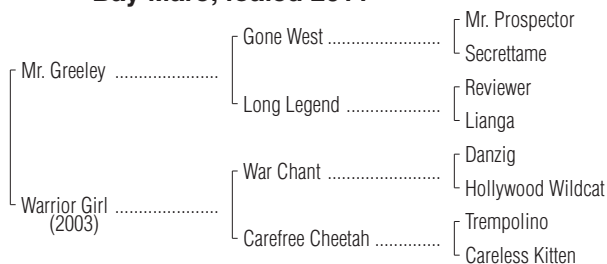 Bay Mare; foaled 2011
Mr. Prospector
Gone West ........................
Secrettame
Mr. Greeley ......................
Reviewer
Long Legend ....................
Lianga
Danzig
War Chant ........................
Hollywood Wildcat
Warrior Girl ......................
(2003)
Trempolino
Carefree Cheetah ...............
Careless Kitten